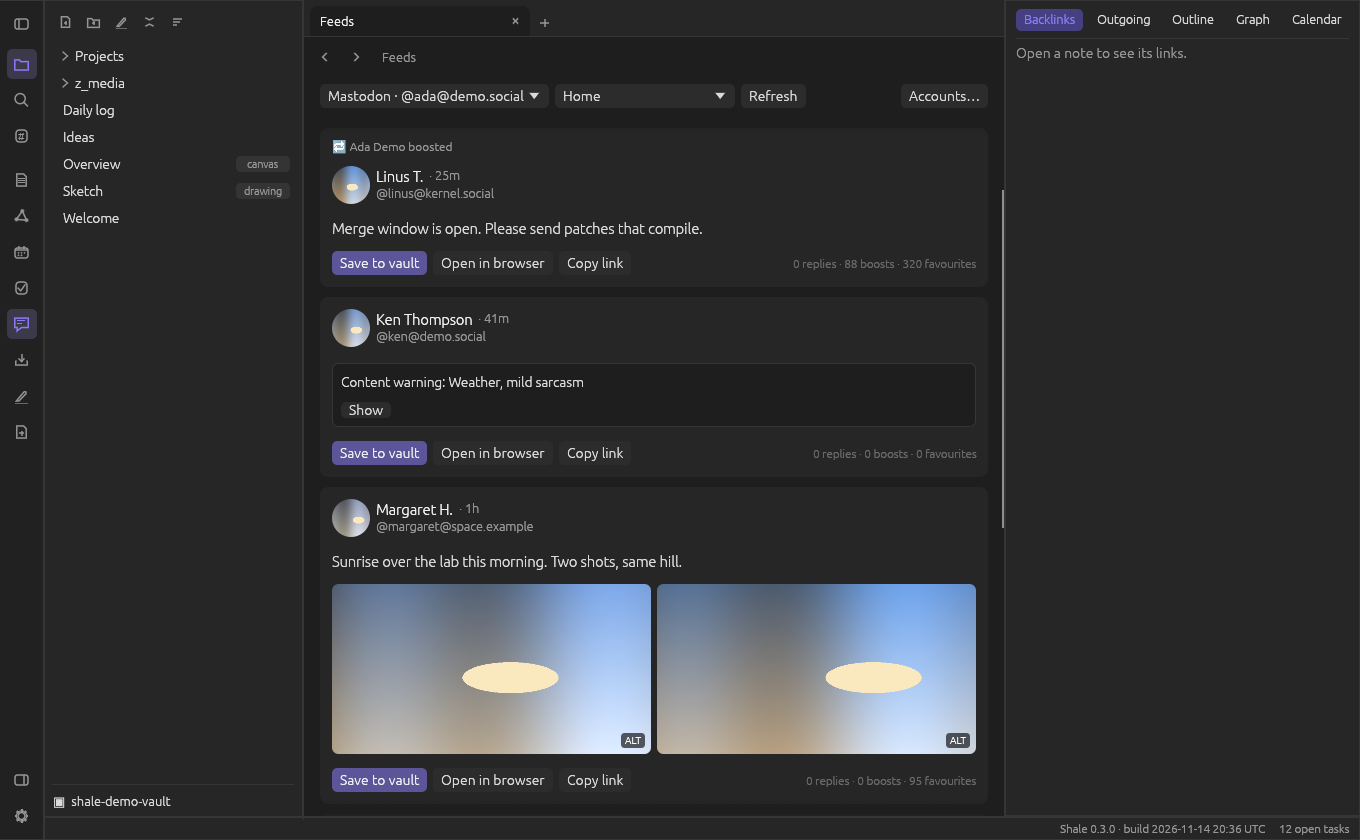 Projects
z_media
Daily log
Ideas
Overview canvas
Sketch drawing
Welcome
shale-demo-vault
Feeds
Feeds
Mastodon · @ada@demo.social Home Refresh Accounts…
Ada Demo boosted
Linus T. · 25m
@linus@kernel.social
Merge window is open. Please send patches that compile.
Save to vault Open in browser Copy link 0 replies · 88 boosts · 320 favourites
Ken Thompson · 41m
@ken@demo.social
Content warning: Weather, mild sarcasm
Show
Save to vault Open in browser Copy link 0 replies · 0 boosts · 0 favourites
Margaret H. · 1h
@margaret@space.example
Sunrise over the lab this morning. Two shots, same hill.
ALT ALT
Save to vault Open in browser Copy link 0 replies · 0 boosts · 95 favourites
Backlinks Outgoing Outline Graph Calendar
Open a note to see its links.
Shale 0.3.0 · build 2026-11-14 20:36 UTC 12 open tasks